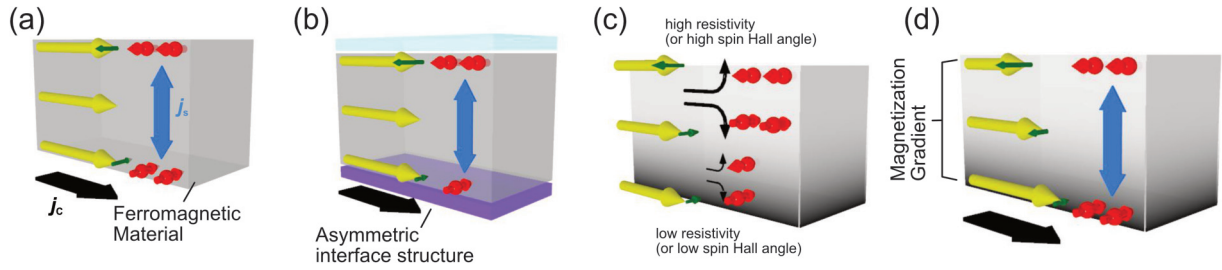 (a)
j_s
j_c
Ferromagnetic
Material
(b)
Asymmetric
interface structure
(c)
high resistivity
(or high spin Hall angle)
low resistivity
(or low spin Hall angle)
(d)
Magnetization
Gradient